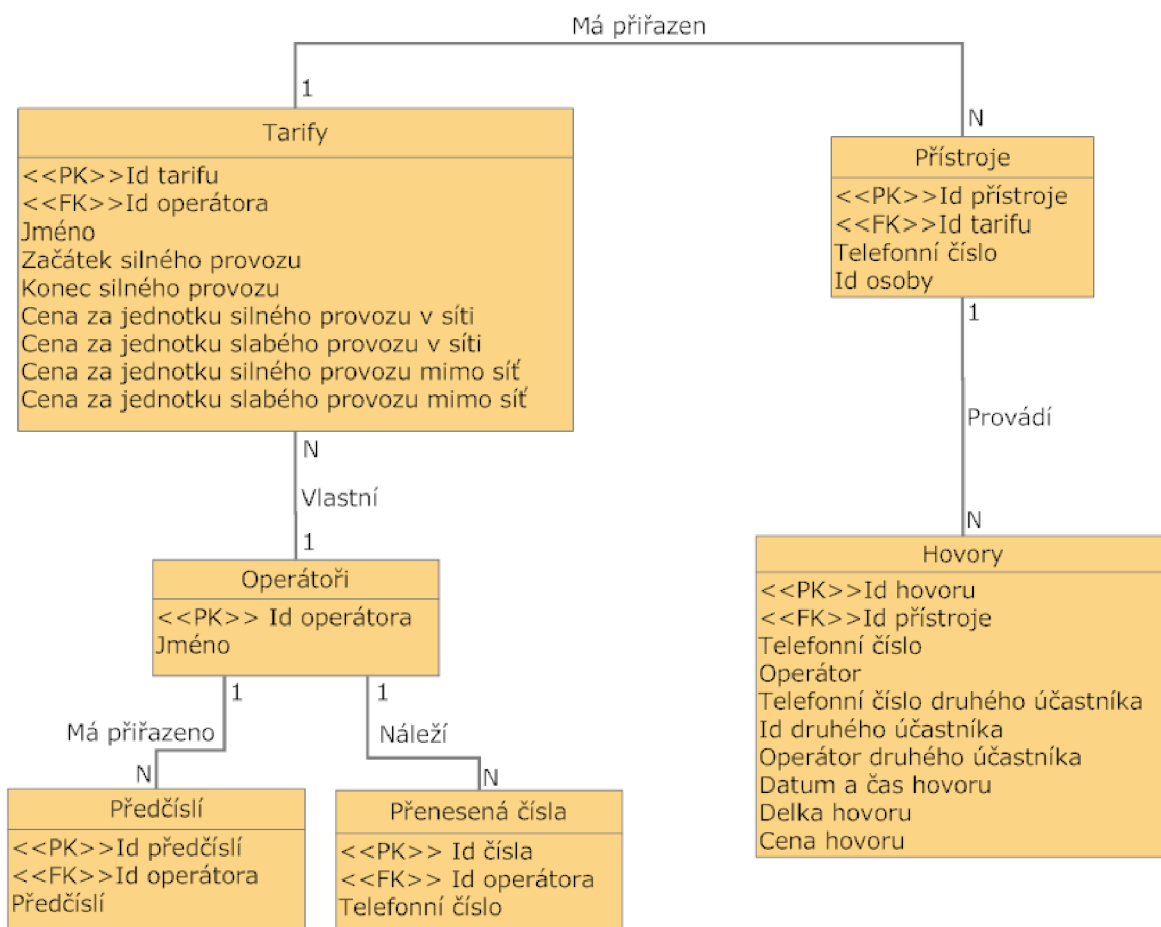 Má přiřazen
1
N
Tarify
<<PK>>Id tarifu
<<FK>>Id operátora
Jméno
Začátek silného provozu
Konec silného provozu
Cena za jednotku silného provozu v síti
Cena za jednotku slabého provozu v síti
Cena za jednotku silného provozu mimo síť
Cena za jednotku slabého provozu mimo síť
Přístroje
<<PK>>Id přístroje
<<FK>>Id tarifu
Telefonní číslo
Id osoby
1
Provádí
N
N
Vlastní
1
Operátoři
<<PK>> Id operátora
Jméno
Hovory
<<PK>>Id hovoru
<<FK>>Id přístroje
Telefonní číslo
Operátor
Telefonní číslo druhého účastníka
Id druhého účastníka
Operátor druhého účastníka
Datum a čas hovoru
Delka hovoru
Cena hovoru
1
Má přiřazeno
N
1
Náleží
N
Předčíslí
<<PK>>Id předčíslí
<<FK>>Id operátora
Předčíslí
Přenesená čísla
<<PK>> Id čísla
<<FK>> Id operátora
Telefonní číslo